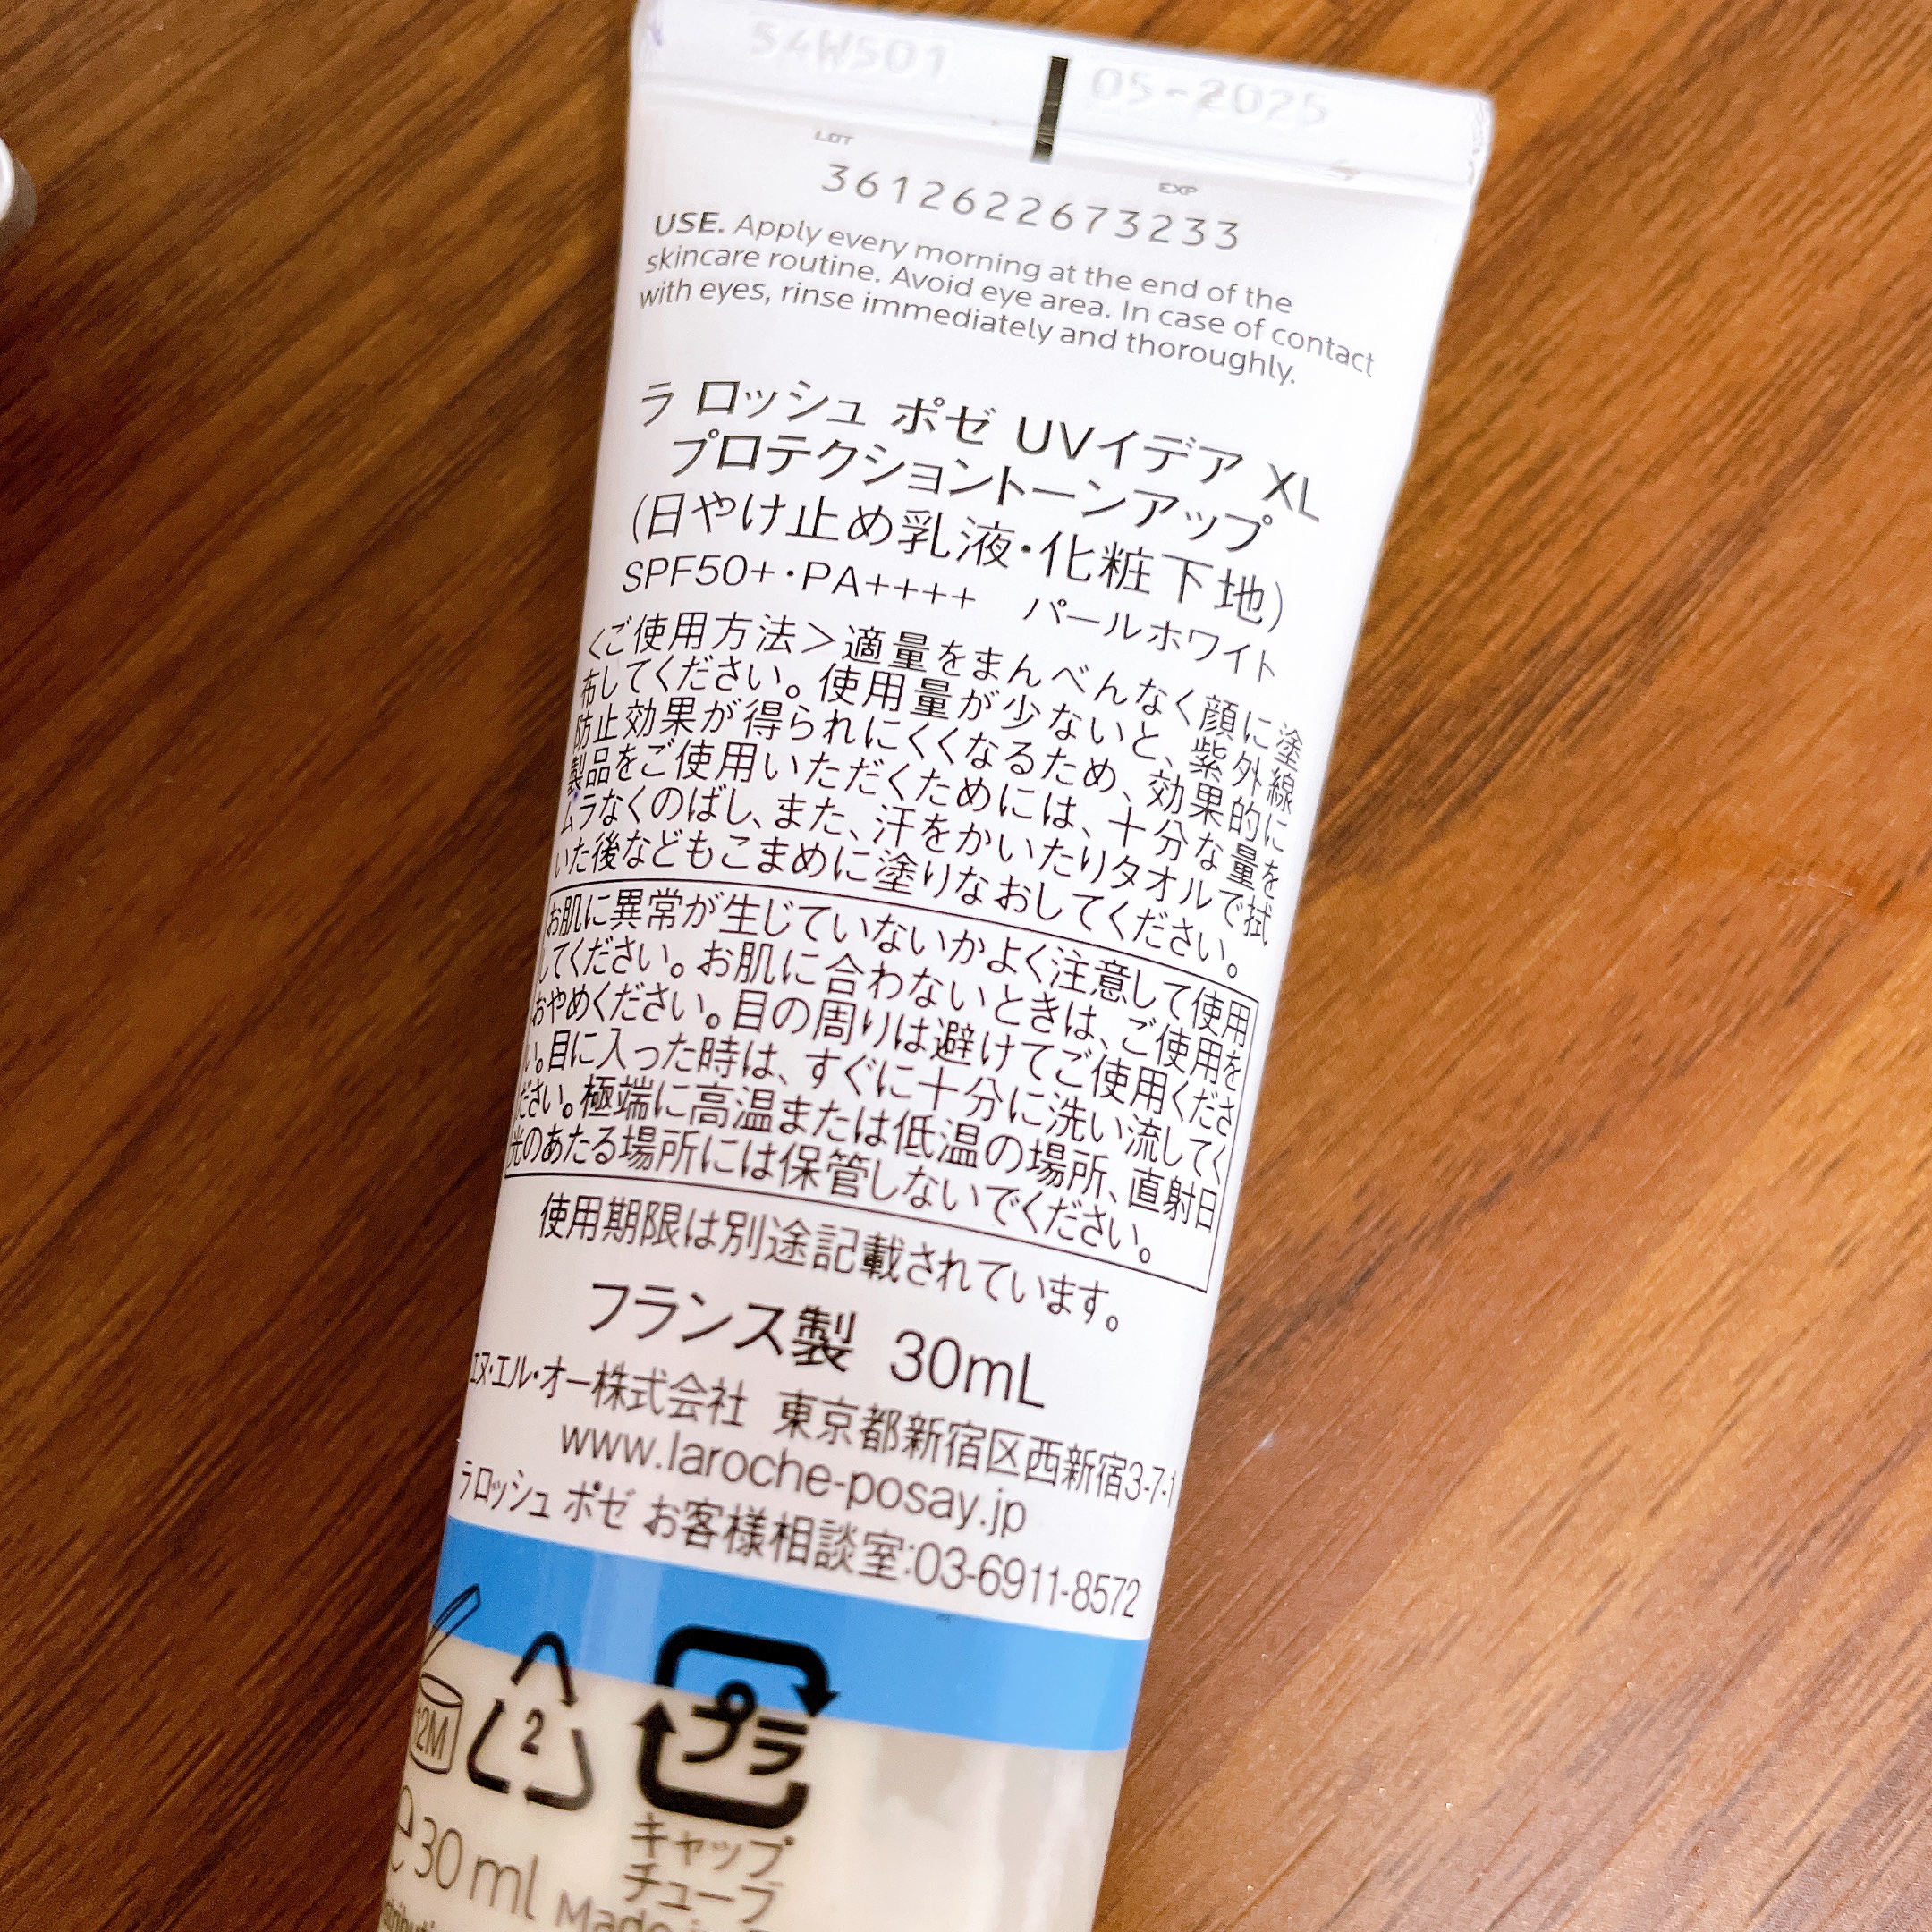 54WS01
05-2025
LOT
EXP
3612622673233
USE. Apply every morning at the end of the
skincare routine. Avoid eye area. In case of contact
with eyes, rinse immediately and thoroughly.
ラ ロッシュ ポゼ UVイデア XL
プロテクショントーンアップ
(日やけ止め乳液・化粧下地)
SPF50+・PA++++ パールホワイト
<ご使用方法>適量をまんべんなく顔に塗
布してください。使用量が少ないと、紫外線
防止効果が得られにくくなるため、効果的に
製品をご使用いただくためには、十分な量を
ムラなくのばし、また、汗をかいたりタオルで拭
いた後などもこまめに塗りなおしてください。
お肌に異常が生じていないかよく注意して使用
してください。お肌に合わないときは、ご使用を
おやめください。目の周りは避けてご使用くださ
い。目に入った時は、すぐに十分に洗い流してく
ださい。極端に高温または低温の場所、直射日
光のあたる場所には保管しないでください。
使用期限は別途記載されています。
フランス製 30mL
エヌ・エル・オー株式会社 東京都新宿区西新宿3-7-1
www.laroche-posay.jp
ラロッシュ ポゼ お客様相談室:03-6911-8572
12M
2
プラ
キャップ
チューブ
30 ml
Made